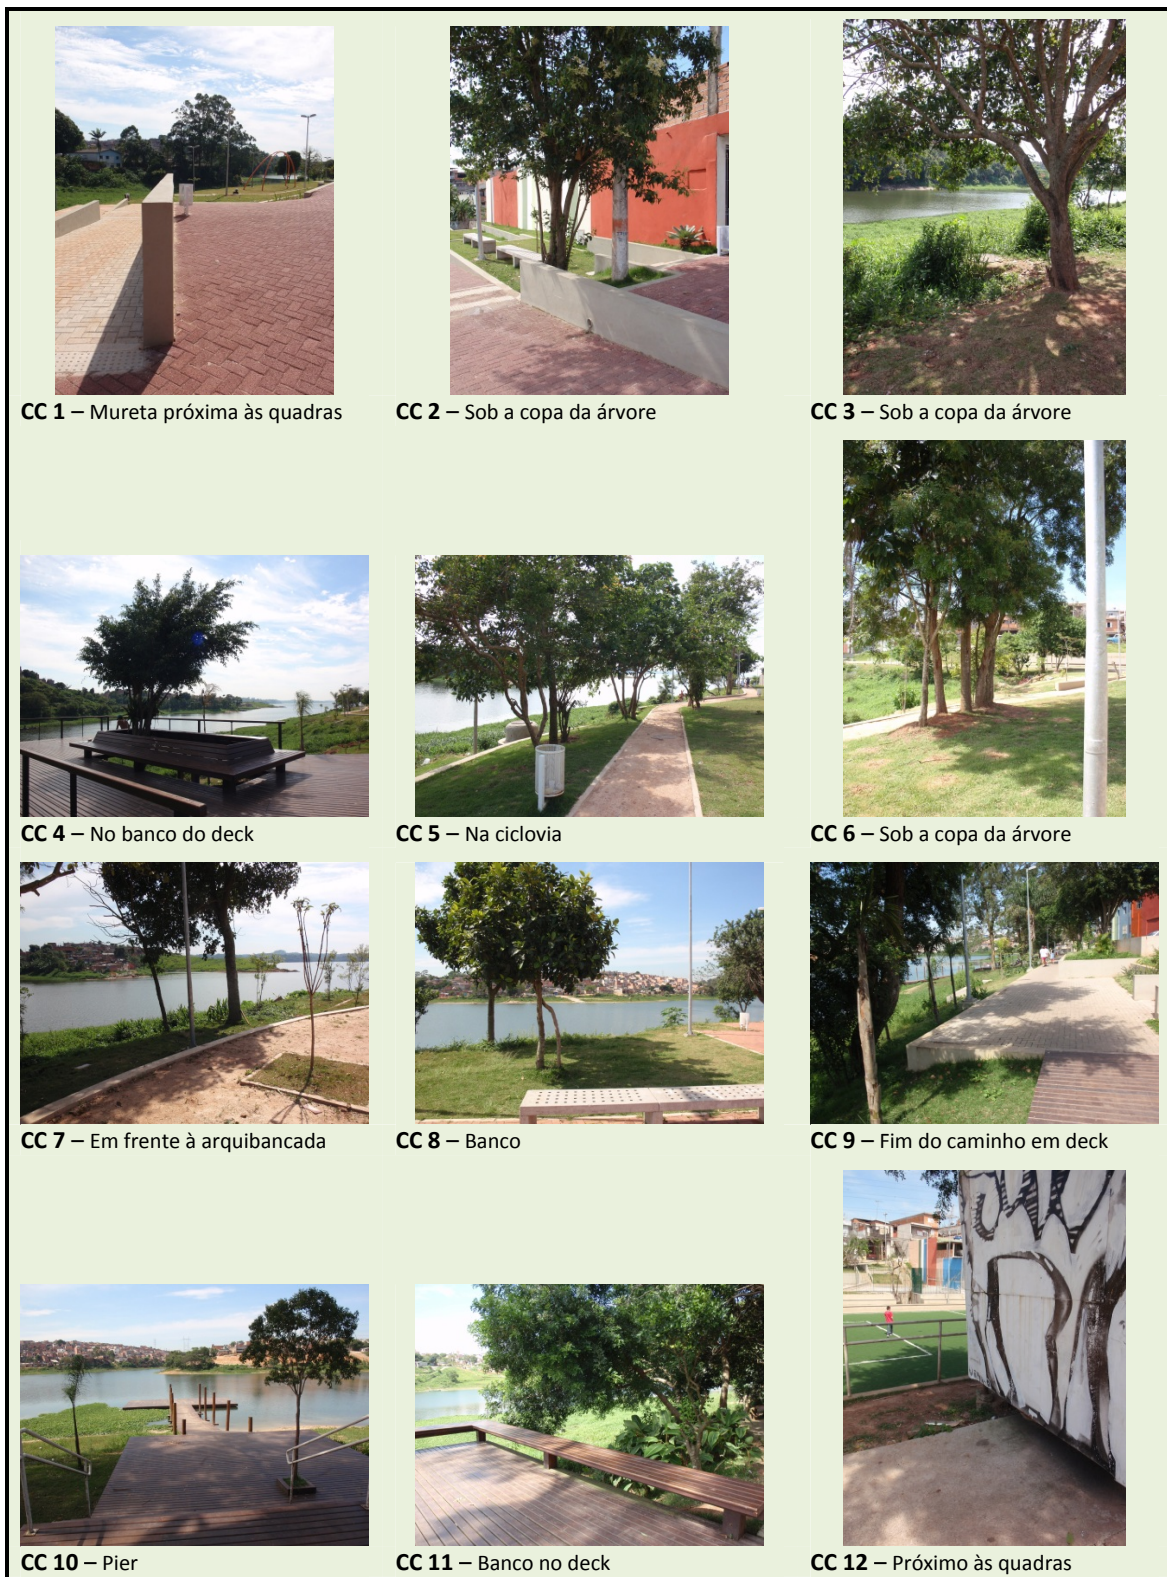 CC 1 – Mureta próxima às quadras
CC 2 – Sob a copa da árvore
CC 3 – Sob a copa da árvore
CC 4 – No banco do deck
CC 5 – Na ciclovia
CC 6 – Sob a copa da árvore
CC 7 – Em frente à arquibancada
CC 8 – Banco
CC 9 – Fim do caminho em deck
CC 10 – Pier
CC 11 – Banco no deck
CC 12 – Próximo às quadras